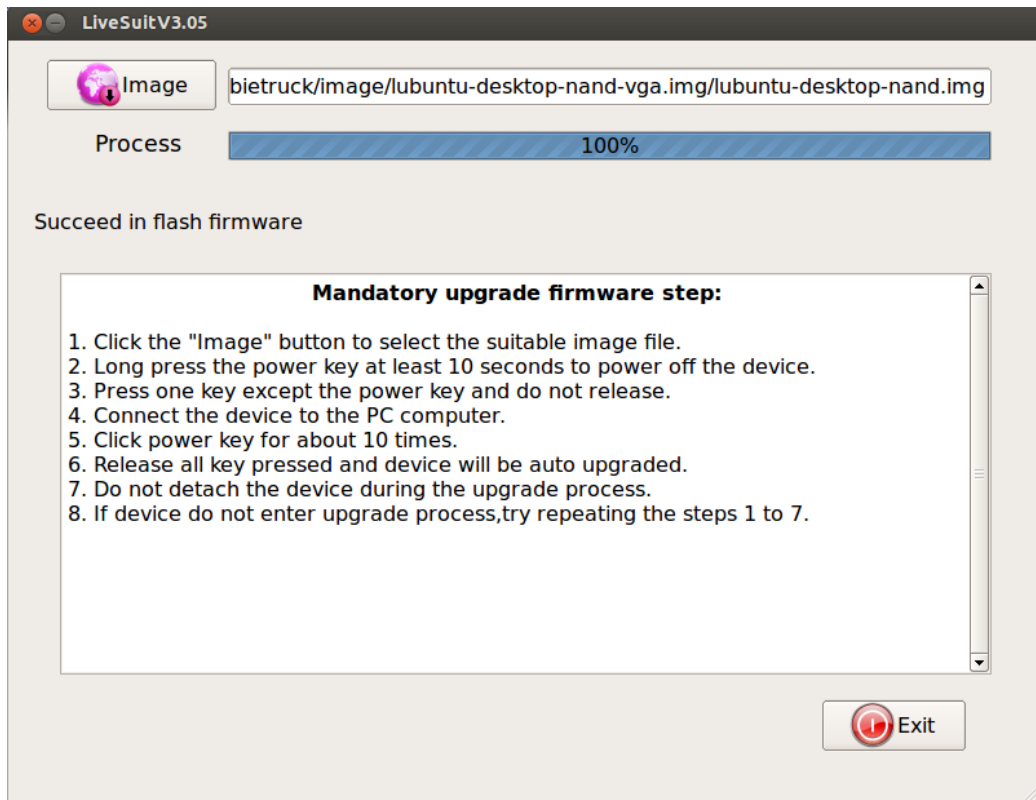 LiveSuitV3.05
Image
bietruck/image/lubuntu-desktop-nand-vga.img/lubuntu-desktop-nand.img
Process
100%
Succeed in flash firmware
Mandatory upgrade firmware step:
1. Click the "Image" button to select the suitable image file.
2. Long press the power key at least 10 seconds to power off the device.
3. Press one key except the power key and do not release.
4. Connect the device to the PC computer.
5. Click power key for about 10 times.
6. Release all key pressed and device will be auto upgraded.
7. Do not detach the device during the upgrade process.
8. If device do not enter upgrade process,try repeating the steps 1 to 7.
Exit